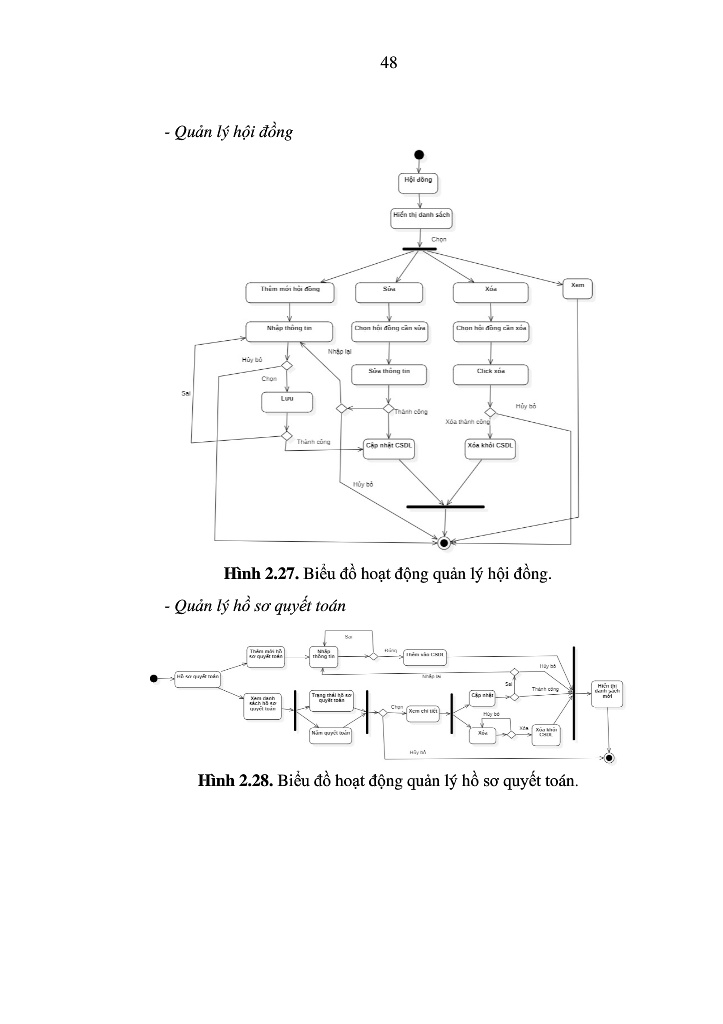 48
- Quản lý hội đồng
Hội đồng
Hiển thị danh sách
Chọn
Thêm mới hội đồng
Sửa
Xóa
Xem
Nhập thông tin
Chọn hội đồng cần sửa
Chọn hội đồng cần xóa
Nhập lại
Hủy bỏ
Sửa thông tin
Click xóa
Chọn
Sai
Lưu
Thành công
Hủy bỏ
Xóa thành công
Thành công
Cập nhật CSDL
Xóa khỏi CSDL
Hủy bỏ
Hình 2.27. Biểu đồ hoạt động quản lý hội đồng.
- Quản lý hồ sơ quyết toán
Sai
Thêm mới hồ
sơ quyết toán
Nhập
thông tin
Đúng
Thêm vào CSDL
Hủy bỏ
Hồ sơ quyết toán
Nhập lại
Sai
Thành công
Hiển thị
danh sách
mới
Xem danh
sách hồ sơ
quyết toán
Trạng thái hồ sơ
quyết toán
Chọn
Xem chi tiết
Cập nhật
Hủy bỏ
Năm quyết toán
Xóa
Xóa
Xóa khỏi
CSDL
Hủy bỏ
Hình 2.28. Biểu đồ hoạt động quản lý hồ sơ quyết toán.